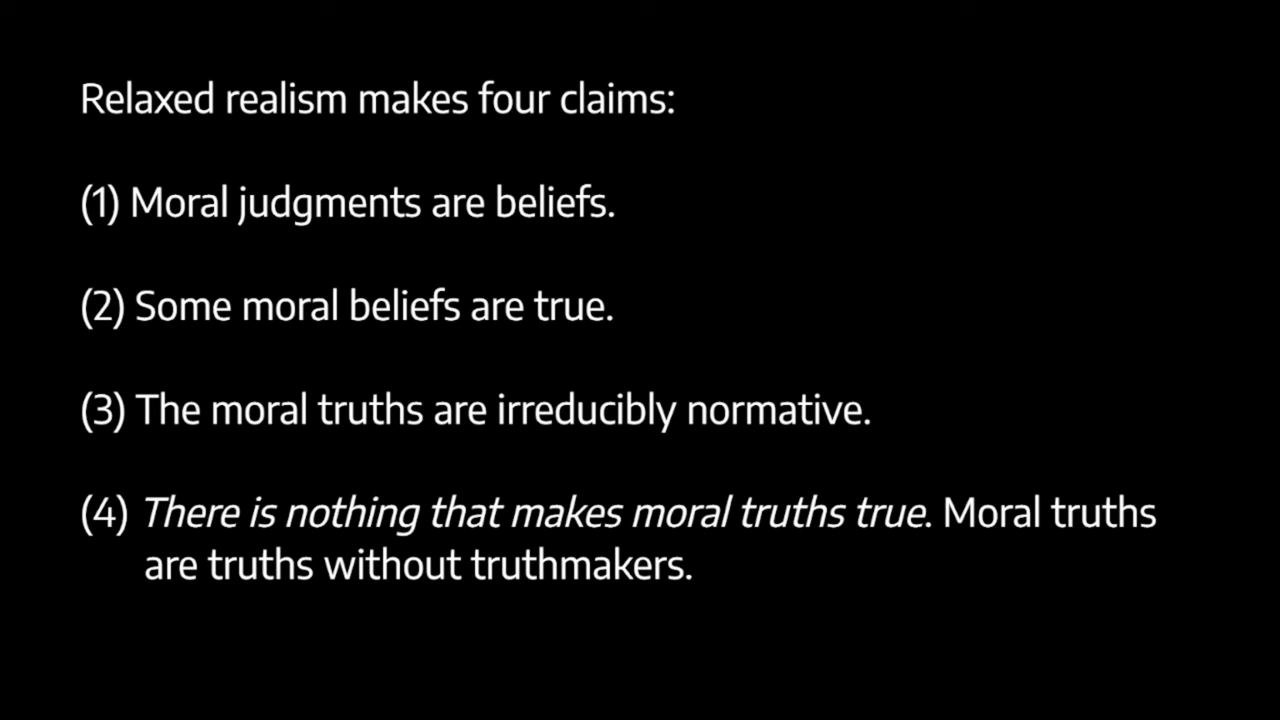 Relaxed realism makes four claims:
(1) Moral judgments are beliefs.
(2) Some moral beliefs are true.
(3) The moral truths are irreducibly normative.
(4) There is nothing that makes moral truths true. Moral truths
are truths without truthmakers.